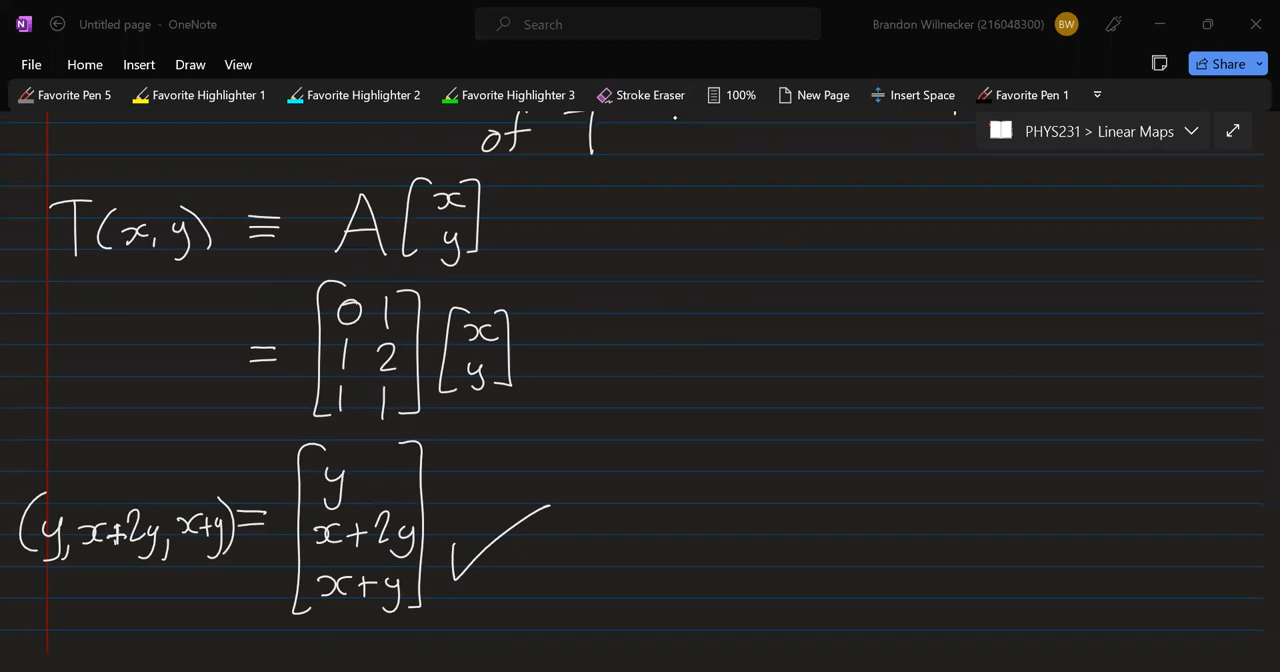 Untitled page - OneNote
Search
Brandon Willnecker (216048300) BW
File Home Insert Draw View
Share
Favorite Pen 5 Favorite Highlighter 1 Favorite Highlighter 2 Favorite Highlighter 3 Stroke Eraser 100% New Page Insert Space Favorite Pen 1
PHYS231 > Linear Maps
of T
T(x, y) ≡ A [x
y]
= [0 1
1 2
1 1] [x
y]
(y, x+2y, x+y) = [y
x+2y
x+y] ✓